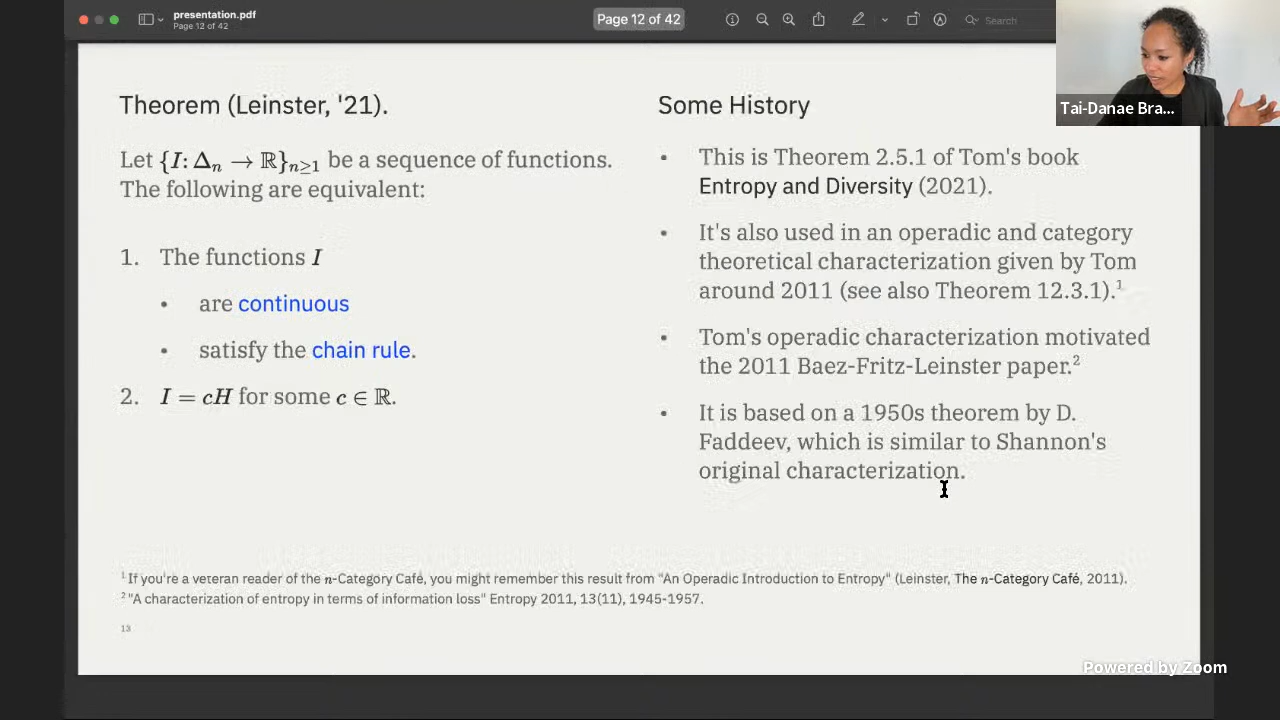 presentation.pdf
Page 12 of 42
Page 12 of 42
Search
Tai-Danae Bra...
Theorem (Leinster, '21).
Let {I: Δₙ → ℝ}ₙ≥₁ be a sequence of functions.
The following are equivalent:
1. The functions I
• are continuous
• satisfy the chain rule.
2. I = cH for some c ∈ ℝ.
Some History
• This is Theorem 2.5.1 of Tom's book
Entropy and Diversity (2021).
• It's also used in an operadic and category
theoretical characterization given by Tom
around 2011 (see also Theorem 12.3.1).¹
• Tom's operadic characterization motivated
the 2011 Baez-Fritz-Leinster paper.²
• It is based on a 1950s theorem by D.
Faddeev, which is similar to Shannon's
original characterization.
¹ If you're a veteran reader of the n-Category Café, you might remember this result from "An Operadic Introduction to Entropy" (Leinster, The n-Category Café, 2011).
² "A characterization of entropy in terms of information loss" Entropy 2011, 13(11), 1945-1957.
13
Powered by Zoom